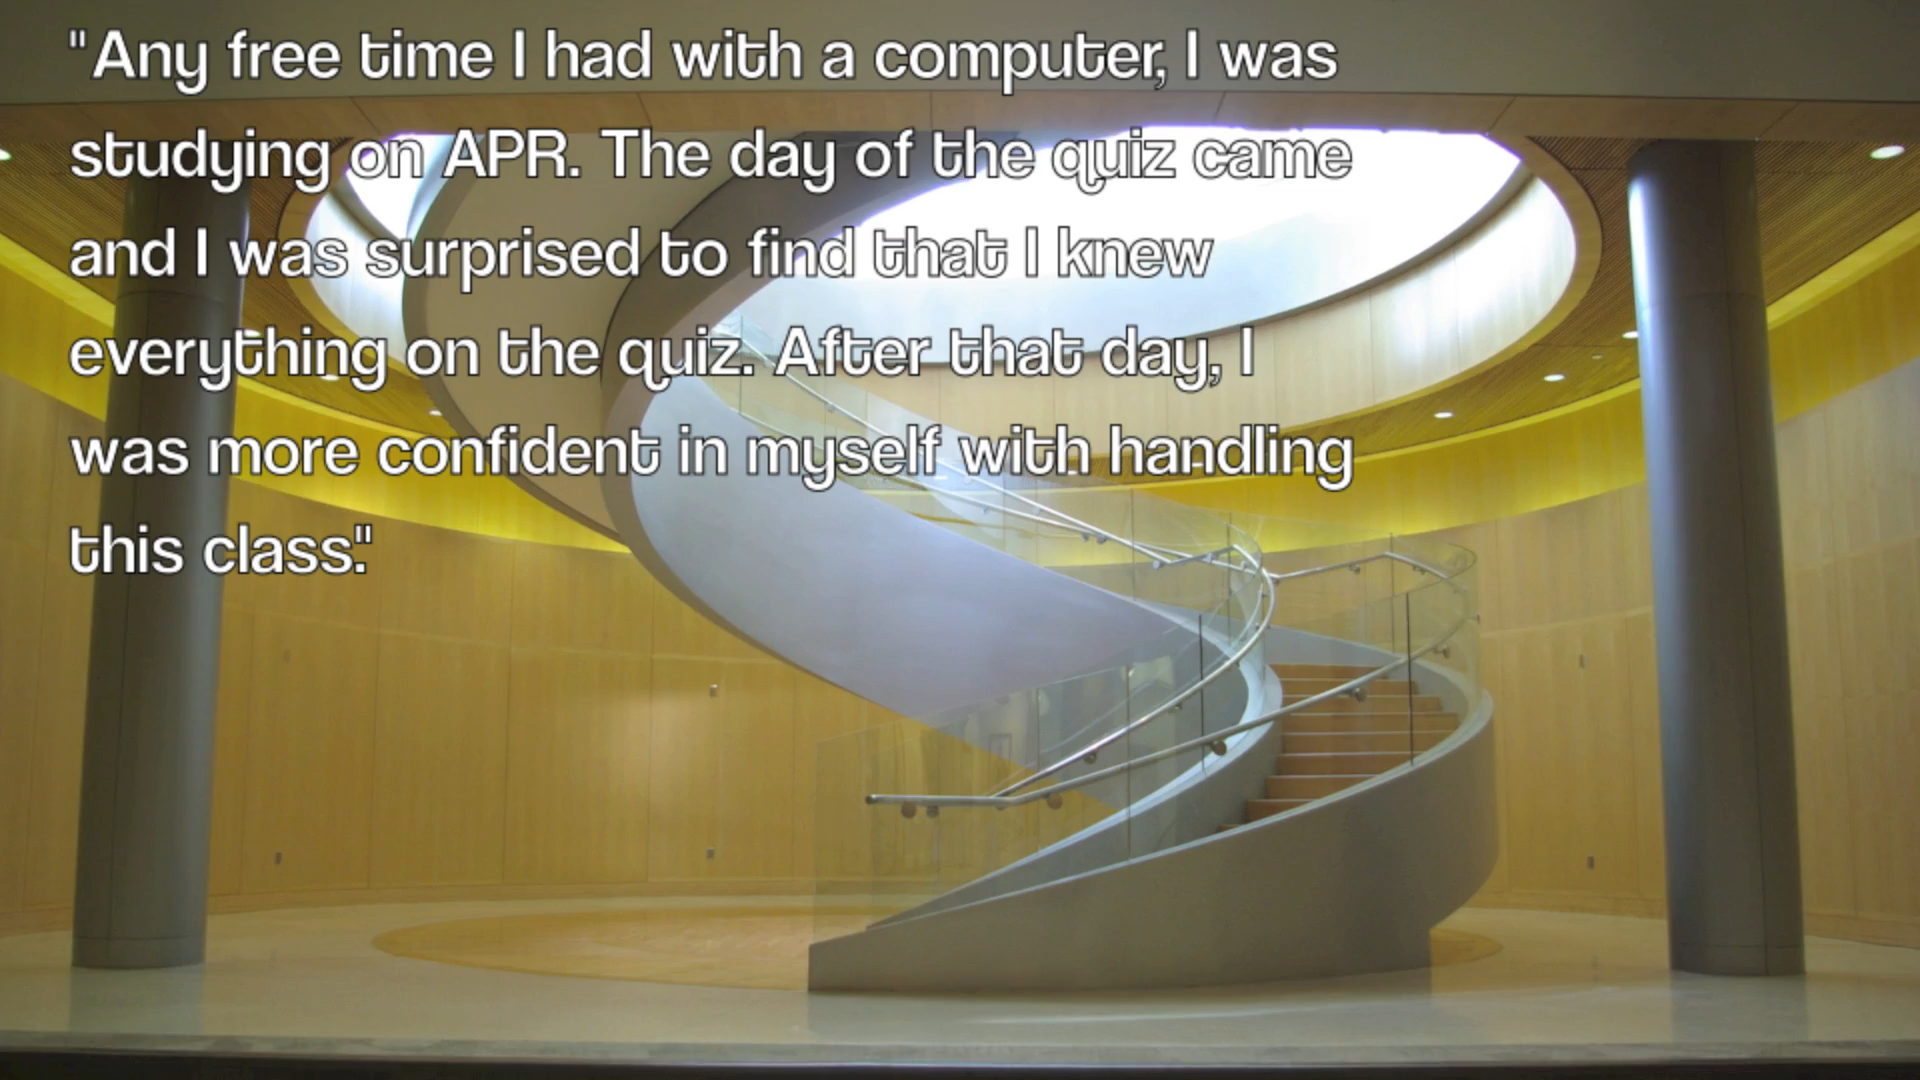 "Any free time I had with a computer, I was
studying on APR. The day of the quiz came
and I was surprised to find that I knew
everything on the quiz. After that day, I
was more confident in myself with handling
this class."